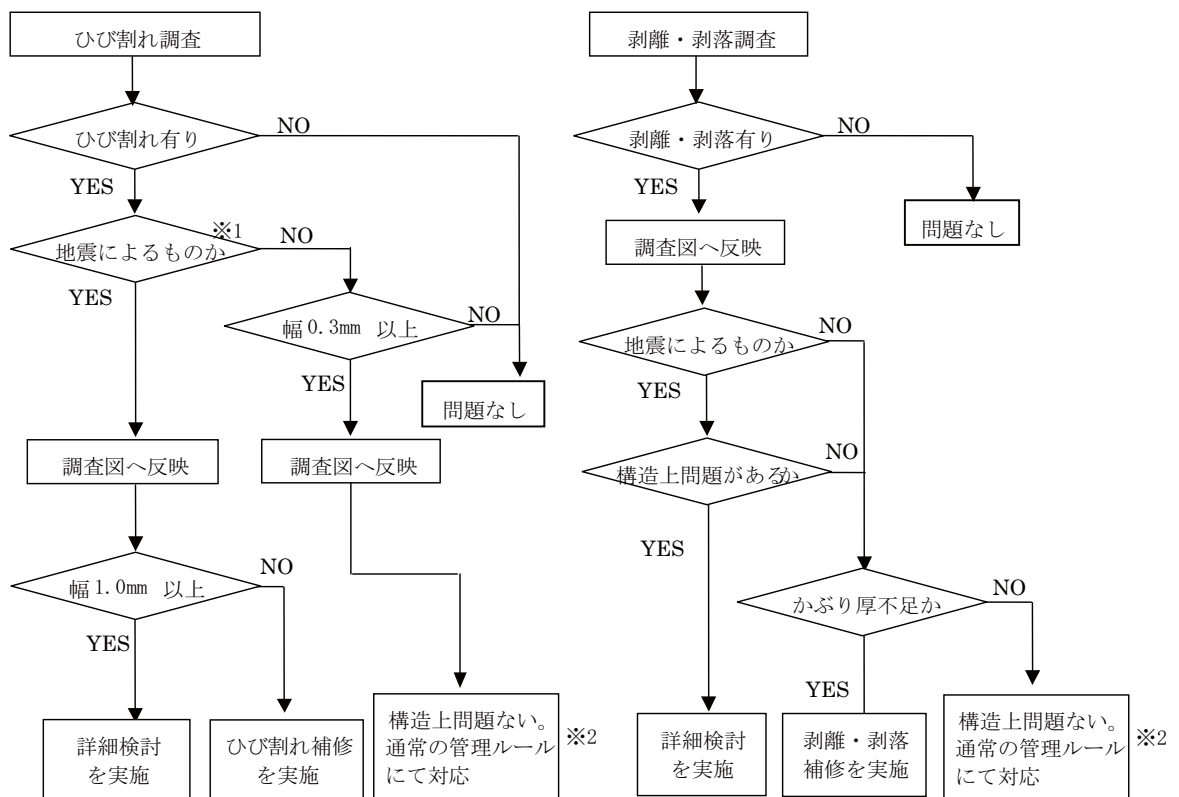 ひび割れ調査
ひび割れ有り
NO
YES
※1
地震によるものか
NO
YES
幅0.3mm 以上
NO
YES
問題なし
調査図へ反映
調査図へ反映
幅1.0mm 以上
NO
YES
詳細検討
を実施
ひび割れ補修
を実施
構造上問題ない。
通常の管理ルール
にて対応
※2
剥離・剥落調査
剥離・剥落有り
NO
YES
問題なし
調査図へ反映
地震によるものか
NO
YES
構造上問題があるか
NO
YES
かぶり厚不足か
NO
YES
詳細検討
を実施
剥離・剥落
補修を実施
構造上問題ない。
通常の管理ルール
にて対応
※2